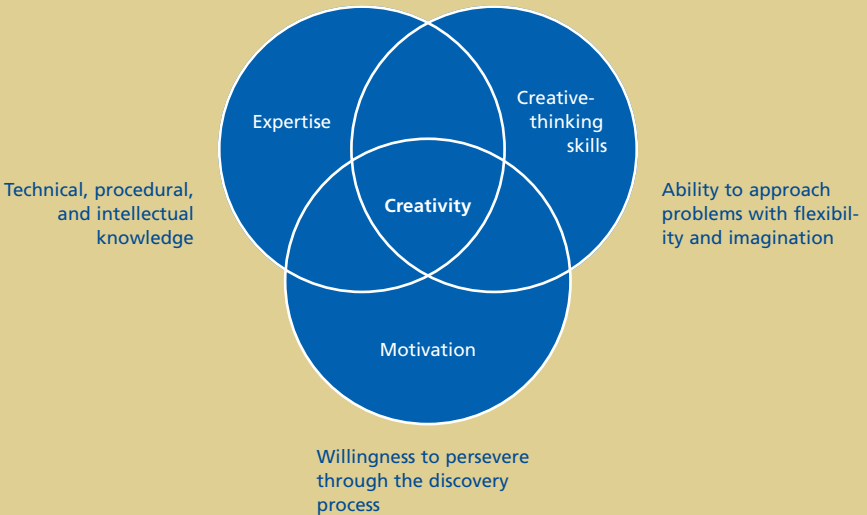 Expertise
Creative-
thinking
skills
Technical, procedural,
and intellectual
knowledge
Creativity
Ability to approach
problems with flexibil-
ity and imagination
Motivation
Willingness to persevere
through the discovery
process